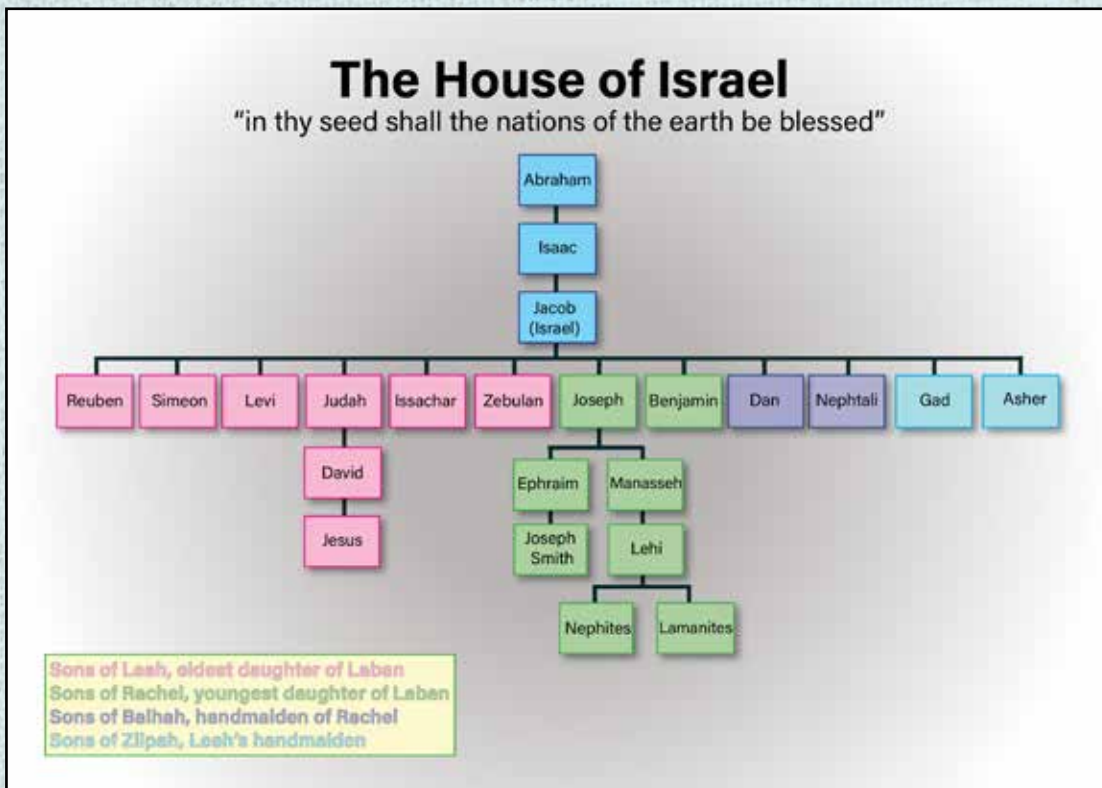 The House of Israel
“in thy seed shall the nations of the earth be blessed”
Abraham
Isaac
Jacob
(Israel)
Reuben
Simeon
Levi
Judah
Issachar
Zebulan
Joseph
Benjamin
Dan
Nephtali
Gad
Asher
David
Ephraim
Manasseh
Jesus
Joseph
Smith
Lehi
Nephites
Lamanites
Sons of Leah, oldest daughter of Laban
Sons of Rachel, youngest daughter of Laban
Sons of Balhah, handmaiden of Rachel
Sons of Zilpah, Leah's handmaiden